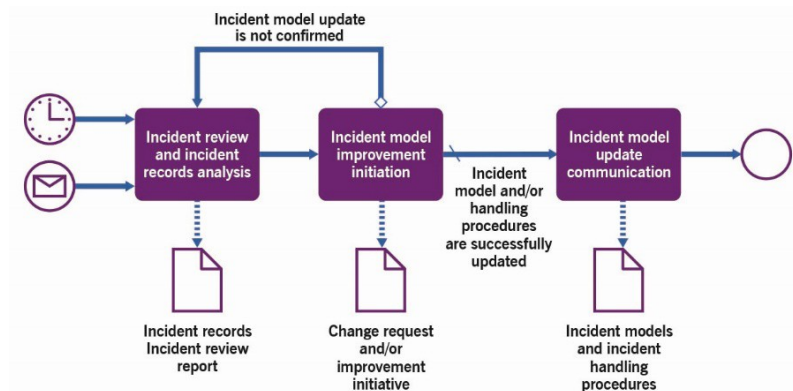 Incident model update
is not confirmed
Incident review
and incident
records analysis
Incident model
improvement
initiation
Incident
model and/or
handling
procedures
are successfully
updated
Incident model
update
communication
Incident records
Incident review
report
Change request
and/or
improvement
initiative
Incident models
and incident
handling
procedures